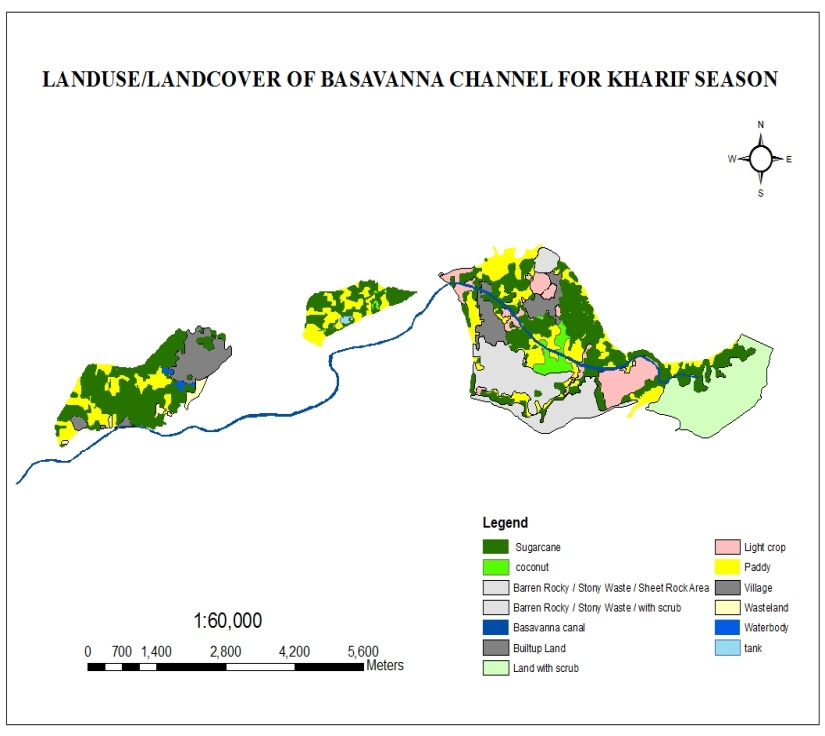 LANDUSE/LANDCOVER OF BASAVANNA CHANNEL FOR KHARIF SEASON
N
W E
S
Legend
Sugarcane
coconut
Barren Rocky / Stony Waste / Sheet Rock Area
Barren Rocky / Stony Waste / with scrub
Basavanna canal
Builtup Land
Land with scrub
Light crop
Paddy
Village
Wasteland
Waterbody
tank
1:60,000
0 700 1,400 2,800 4,200 5,600
Meters